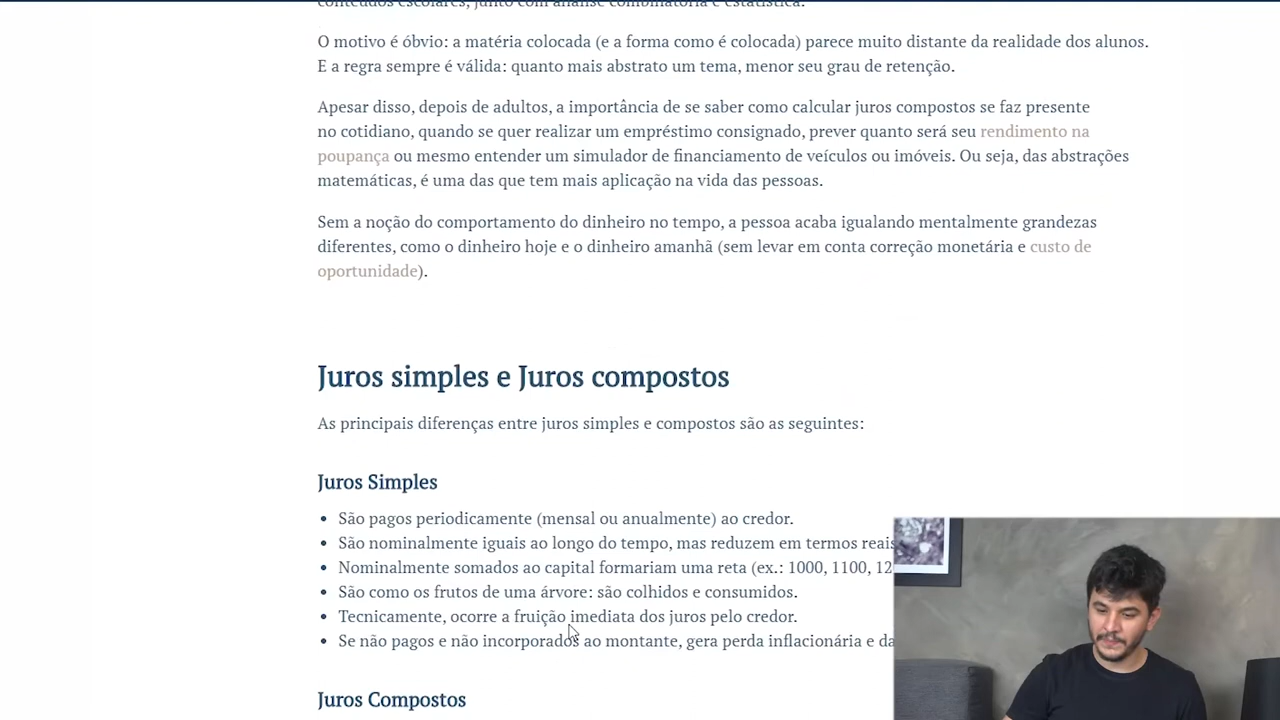 conteúdos escolares, junto com análise combinatória e estatística.
O motivo é óbvio: a matéria colocada (e a forma como é colocada) parece muito distante da realidade dos alunos.
E a regra sempre é válida: quanto mais abstrato um tema, menor seu grau de retenção.
Apesar disso, depois de adultos, a importância de se saber como calcular juros compostos se faz presente
no cotidiano, quando se quer realizar um empréstimo consignado, prever quanto será seu rendimento na
poupança ou mesmo entender um simulador de financiamento de veículos ou imóveis. Ou seja, das abstrações
matemáticas, é uma das que tem mais aplicação na vida das pessoas.
Sem a noção do comportamento do dinheiro no tempo, a pessoa acaba igualando mentalmente grandezas
diferentes, como o dinheiro hoje e o dinheiro amanhã (sem levar em conta correção monetária e custo de
oportunidade).
Juros simples e Juros compostos
As principais diferenças entre juros simples e compostos são as seguintes:
Juros Simples
• São pagos periodicamente (mensal ou anualmente) ao credor.
• São nominalmente iguais ao longo do tempo, mas reduzem em termos reais
• Nominalmente somados ao capital formariam uma reta (ex.: 1000, 1100, 12
• São como os frutos de uma árvore: são colhidos e consumidos.
• Tecnicamente, ocorre a fruição imediata dos juros pelo credor.
• Se não pagos e não incorporados ao montante, gera perda inflacionária e da
Juros Compostos